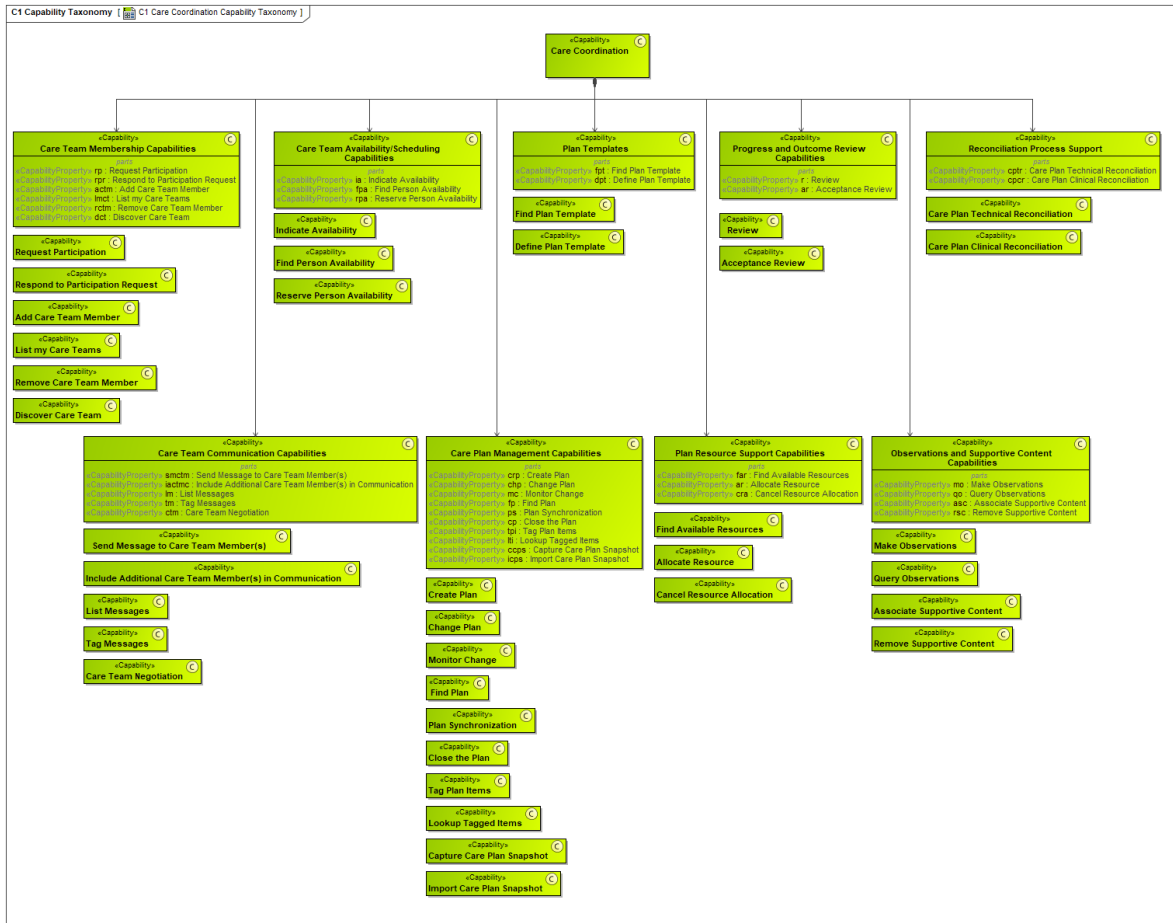 C1 Capability Taxonomy [ C1 Care Coordination Capability Taxonomy ]
«Capability» C
Care Coordination
«Capability» C
Care Team Membership Capabilities
parts
«CapabilityProperty» rp : Request Participation
«CapabilityProperty» rpr : Respond to Participation Request
«CapabilityProperty» actm : Add Care Team Member
«CapabilityProperty» lmct : List my Care Teams
«CapabilityProperty» rctm : Remove Care Team Member
«CapabilityProperty» dct : Discover Care Team
«Capability» C
Request Participation
«Capability» C
Respond to Participation Request
«Capability» C
Add Care Team Member
«Capability» C
List my Care Teams
«Capability» C
Remove Care Team Member
«Capability» C
Discover Care Team
«Capability» C
Care Team Availability/Scheduling
Capabilities
parts
«CapabilityProperty» ia : Indicate Availability
«CapabilityProperty» fpa : Find Person Availability
«CapabilityProperty» rpa : Reserve Person Availability
«Capability» C
Indicate Availability
«Capability» C
Find Person Availability
«Capability» C
Reserve Person Availability
«Capability» C
Plan Templates
parts
«CapabilityProperty» fpt : Find Plan Template
«CapabilityProperty» dpt : Define Plan Template
«Capability» C
Find Plan Template
«Capability» C
Define Plan Template
«Capability» C
Progress and Outcome Review
Capabilities
parts
«CapabilityProperty» r : Review
«CapabilityProperty» ar : Acceptance Review
«Capability» C
Review
«Capability» C
Acceptance Review
«Capability» C
Reconciliation Process Support
parts
«CapabilityProperty» cptr : Care Plan Technical Reconciliation
«CapabilityProperty» cpcr : Care Plan Clinical Reconciliation
«Capability» C
Care Plan Technical Reconciliation
«Capability» C
Care Plan Clinical Reconciliation
«Capability» C
Care Team Communication Capabilities
parts
«CapabilityProperty» smctm : Send Message to Care Team Member(s)
«CapabilityProperty» iactmc : Include Additional Care Team Member(s) in Communication
«CapabilityProperty» lm : List Messages
«CapabilityProperty» tm : Tag Messages
«CapabilityProperty» ctm : Care Team Negotiation
«Capability» C
Send Message to Care Team Member(s)
«Capability» C
Include Additional Care Team Member(s) in Communication
«Capability» C
List Messages
«Capability» C
Tag Messages
«Capability» C
Care Team Negotiation
«Capability» C
Care Plan Management Capabilities
parts
«CapabilityProperty» crp : Create Plan
«CapabilityProperty» chp : Change Plan
«CapabilityProperty» mc : Monitor Change
«CapabilityProperty» fp : Find Plan
«CapabilityProperty» ps : Plan Synchronization
«CapabilityProperty» cp : Close the Plan
«CapabilityProperty» tpi : Tag Plan Items
«CapabilityProperty» lti : Lookup Tagged Items
«CapabilityProperty» ccps : Capture Care Plan Snapshot
«CapabilityProperty» icps : Import Care Plan Snapshot
«Capability» C
Create Plan
«Capability» C
Change Plan
«Capability» C
Monitor Change
«Capability» C
Find Plan
«Capability» C
Plan Synchronization
«Capability» C
Close the Plan
«Capability» C
Tag Plan Items
«Capability» C
Lookup Tagged Items
«Capability» C
Capture Care Plan Snapshot
«Capability» C
Import Care Plan Snapshot
«Capability» C
Plan Resource Support Capabilities
parts
«CapabilityProperty» far : Find Available Resources
«CapabilityProperty» ar : Allocate Resource
«CapabilityProperty» cra : Cancel Resource Allocation
«Capability» C
Find Available Resources
«Capability» C
Allocate Resource
«Capability» C
Cancel Resource Allocation
«Capability» C
Observations and Supportive Content
Capabilities
parts
«CapabilityProperty» mo : Make Observations
«CapabilityProperty» qo : Query Observations
«CapabilityProperty» asc : Associate Supportive Content
«CapabilityProperty» rsc : Remove Supportive Content
«Capability» C
Make Observations
«Capability» C
Query Observations
«Capability» C
Associate Supportive Content
«Capability» C
Remove Supportive Content